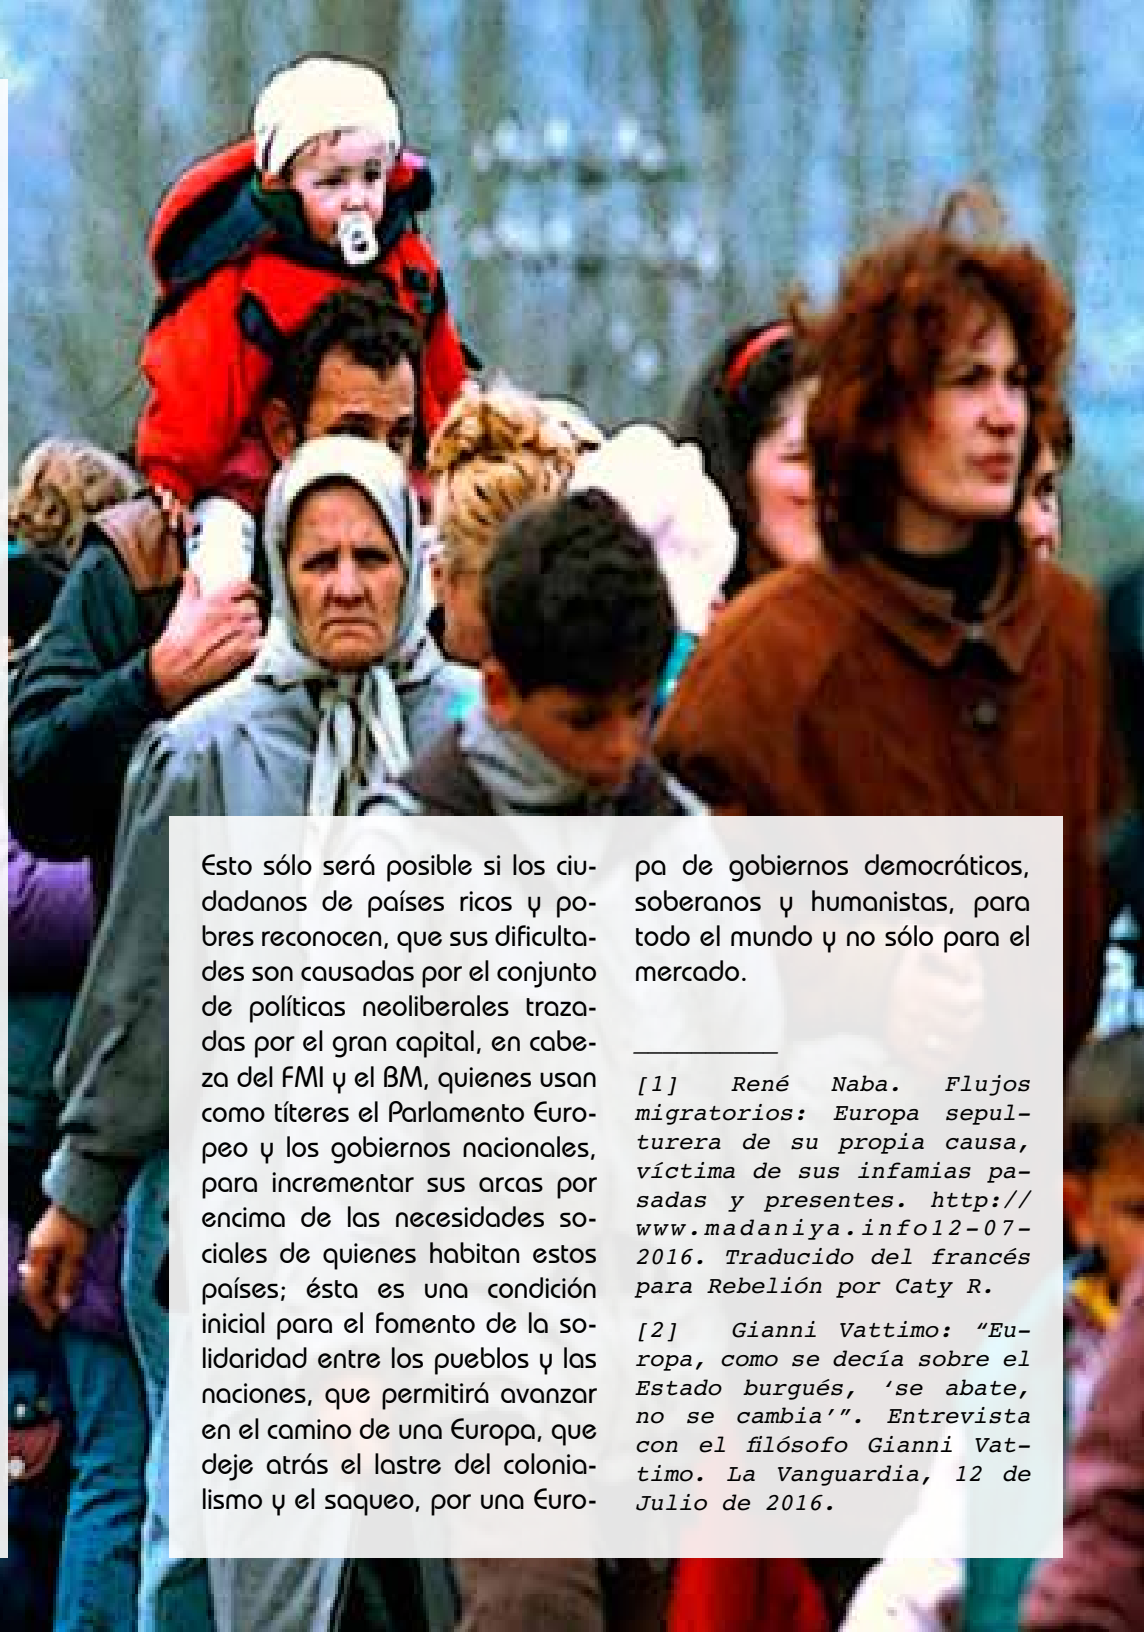 Esto sólo será posible si los ciu-
dadanos de países ricos y po-
bres reconocen, que sus dificulta-
des son causadas por el conjunto
de políticas neoliberales traza-
das por el gran capital, en cabe-
za del FMI y el BM, quienes usan
como títeres el Parlamento Euro-
peo y los gobiernos nacionales,
para incrementar sus arcas por
encima de las necesidades so-
ciales de quienes habitan estos
países; ésta es una condición
inicial para el fomento de la so-
lidaridad entre los pueblos y las
naciones, que permitirá avanzar
en el camino de una Europa, que
deje atrás el lastre del colonia-
lismo y el saqueo, por una Euro-
pa de gobiernos democráticos,
soberanos y humanistas, para
todo el mundo y no sólo para el
mercado.
__________
[1] René Naba. Flujos
migratorios: Europa sepul-
turera de su propia causa,
víctima de sus infamias pa-
sadas y presentes. http://
www.madaniya.info12-07-
2016. Traducido del francés
para Rebelión por Caty R.
[2] Gianni Vattimo: “Eu-
ropa, como se decía sobre el
Estado burgués, ‘se abate,
no se cambia’”. Entrevista
con el filósofo Gianni Vat-
timo. La Vanguardia, 12 de
Julio de 2016.